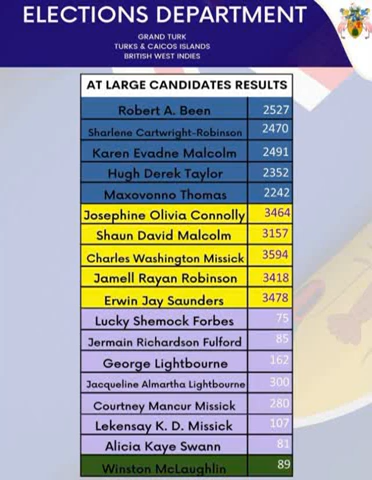 ELECTIONS DEPARTMENT
GRAND TURK
TURKS & CAICOS ISLANDS
BRITISH WEST INDIES
AT LARGE CANDIDATES RESULTS
Robert A. Been 2527
Sharlene Cartwright-Robinson 2470
Karen Evadne Malcolm 2491
Hugh Derek Taylor 2352
Maxovonno Thomas 2242
Josephine Olivia Connolly 3464
Shaun David Malcolm 3157
Charles Washington Missick 3594
Jamell Rayan Robinson 3418
Erwin Jay Saunders 3478
Lucky Shemock Forbes 75
Jermain Richardson Fulford 85
George Lightbourne 162
Jacqueline Almartha Lightbourne 300
Courtney Mancur Missick 280
Lekensay K. D. Missick 107
Alicia Kaye Swann 81
Winston McLaughlin 89